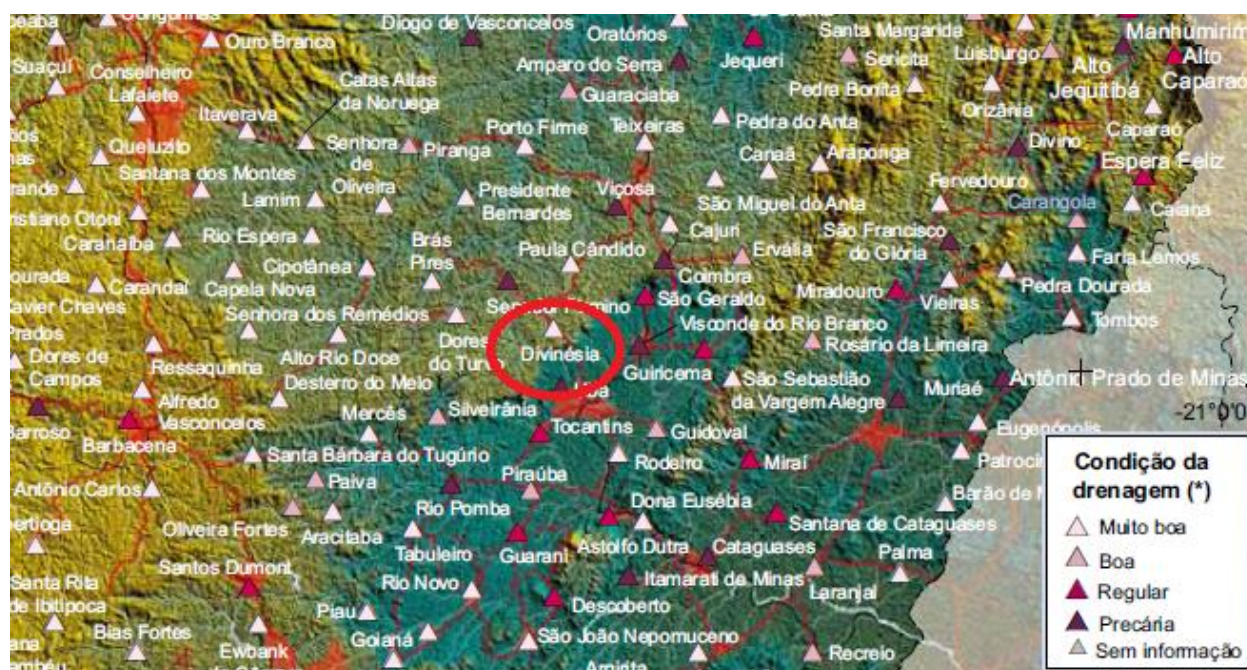 Diogo de Vasconcelos
Oratórios
Santa Margarida
Manhumirim
Ouro Branco
Luisburgo
Alto
Suaçuí
Conselheiro
Lafaiete
Catas Altas
da Noruega
Amparo do Serra
Jequeri
Sericita
Alto
Jequitibá
Caparaó
Guaraciaba
Pedra Bonita
Orizânia
Itaverava
Porto Firme
Teixeiras
Pedra do Anta
Caparaó
Queluzito
Senhora
de
Oliveira
Piranga
Canaã
Araponga
Divino
Espera Feliz
Santana dos Montes
Lamim
Presidente
Bernardes
Viçosa
São Miguel do Anta
Fervedouro
Carangola
Caiana
Cristiano Otoni
Caranaíba
Rio Espera
Brás
Pires
Paula Cândido
Cajuri
Ervália
São Francisco
do Glória
Faria Lemos
Carandaí
Cipotânea
Capela Nova
Coimbra
Miradouro
Vieiras
Pedra Dourada
Xavier Chaves
Senhora dos Remédios
São Geraldo
Visconde do Rio Branco
Tombos
Prados
Dores de
Campos
Ressaquinha
Alto Rio Doce
Desterro do Melo
Dores
do Turvo
Divinésia
Guiricema
Rosário da Limeira
São Sebastião
da Vargem Alegre
Muriaé
Antônio Prado de Minas
-21°0'0
Alfredo
Vasconcelos
Mercês
Silveirânia
Barroso
Barbacena
Tocantins
Guidoval
Eugenópolis
Santa Bárbara do Tugúrio
Rodeiro
Miraí
Antônio Carlos
Paiva
Piraúba
Dona Eusébia
Oliveira Fortes
Aracitaba
Rio Pomba
Santana de Cataguases
Tabuleiro
Guarani
Astolfo Dutra
Cataguases
Palma
Santos Dumont
Rio Novo
Itamarati de Minas
Laranjal
Santa Rita
de Ibitipoca
Piau
Descoberto
Bias Fortes
Ewbank
Goianá
São João Nepomuceno
Recreio
Condição da
drenagem (*)
Muito boa
Boa
Regular
Precária
Sem informação